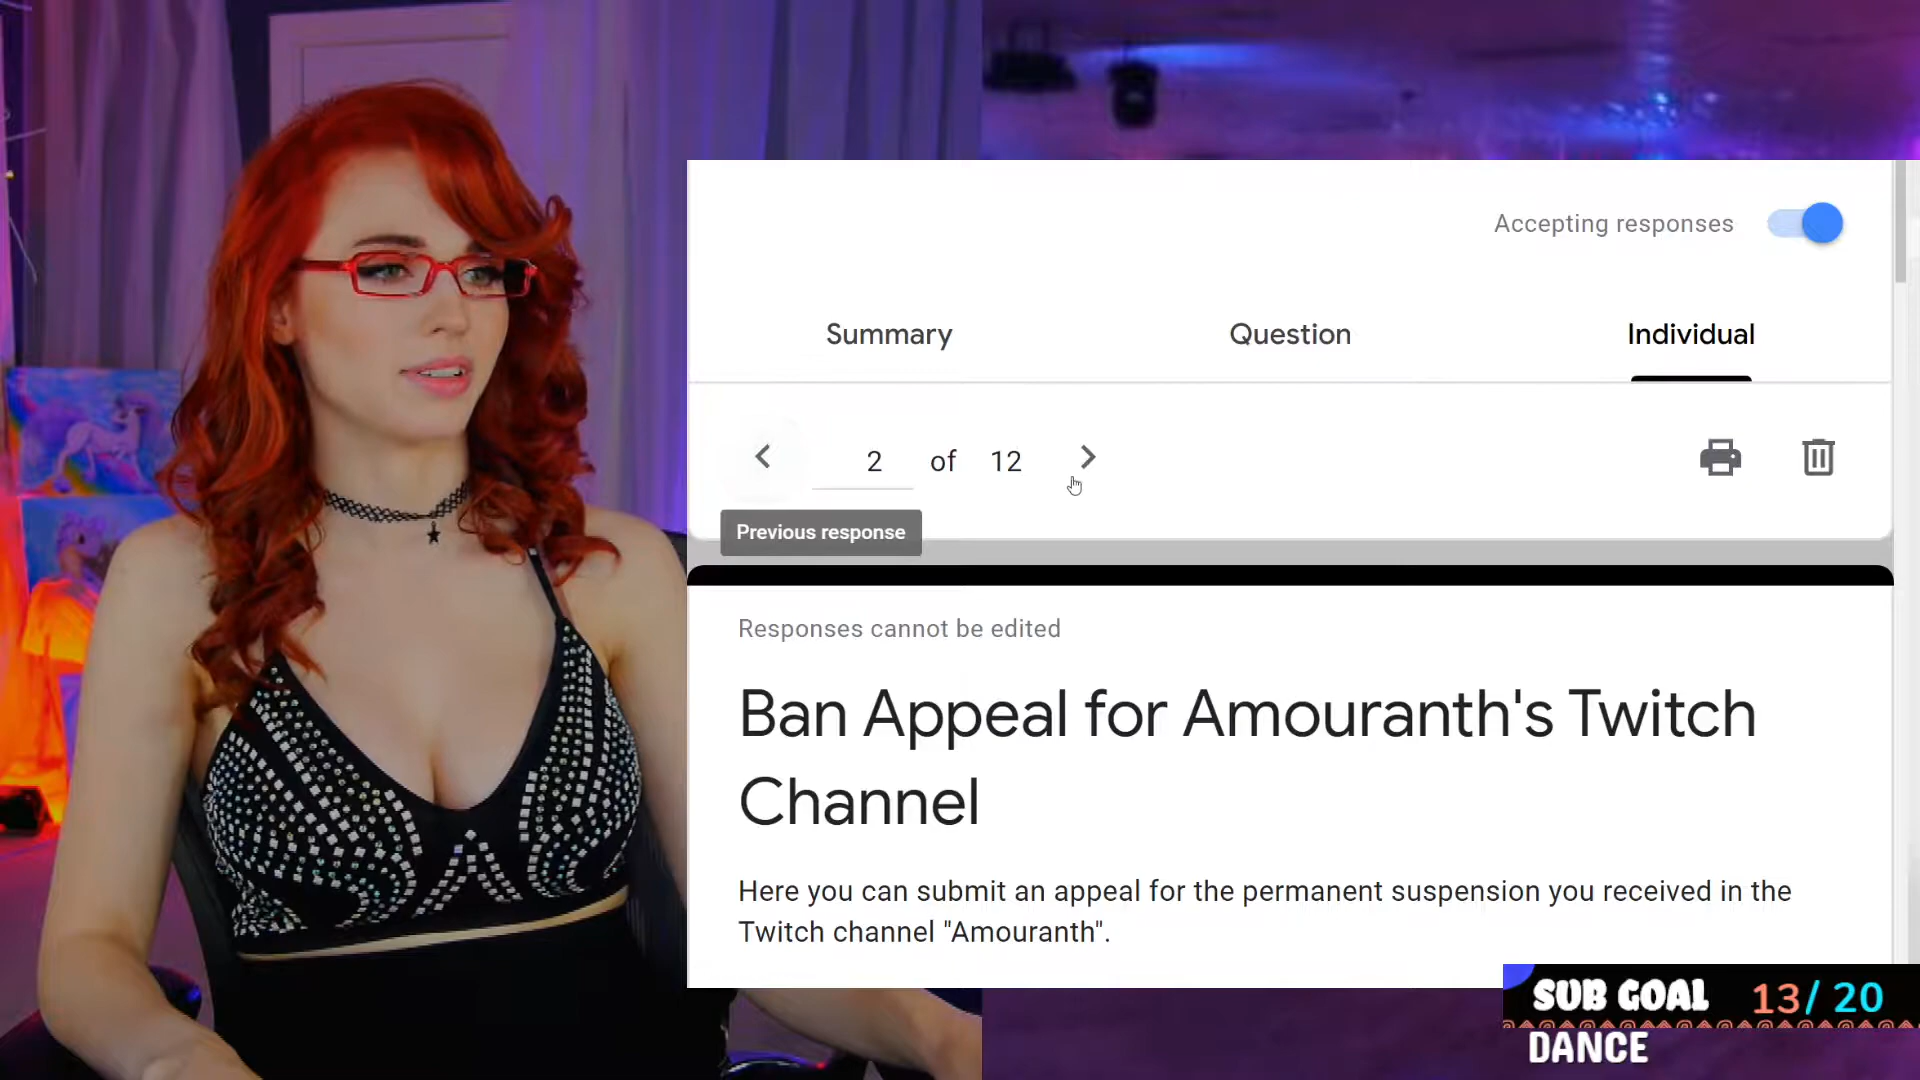 Accepting responses
Summary
Question
Individual
2 of 12
Previous response
Responses cannot be edited
Ban Appeal for Amouranth's Twitch
Channel
Here you can submit an appeal for the permanent suspension you received in the
Twitch channel "Amouranth".
SUB GOAL 13/ 20
DANCE